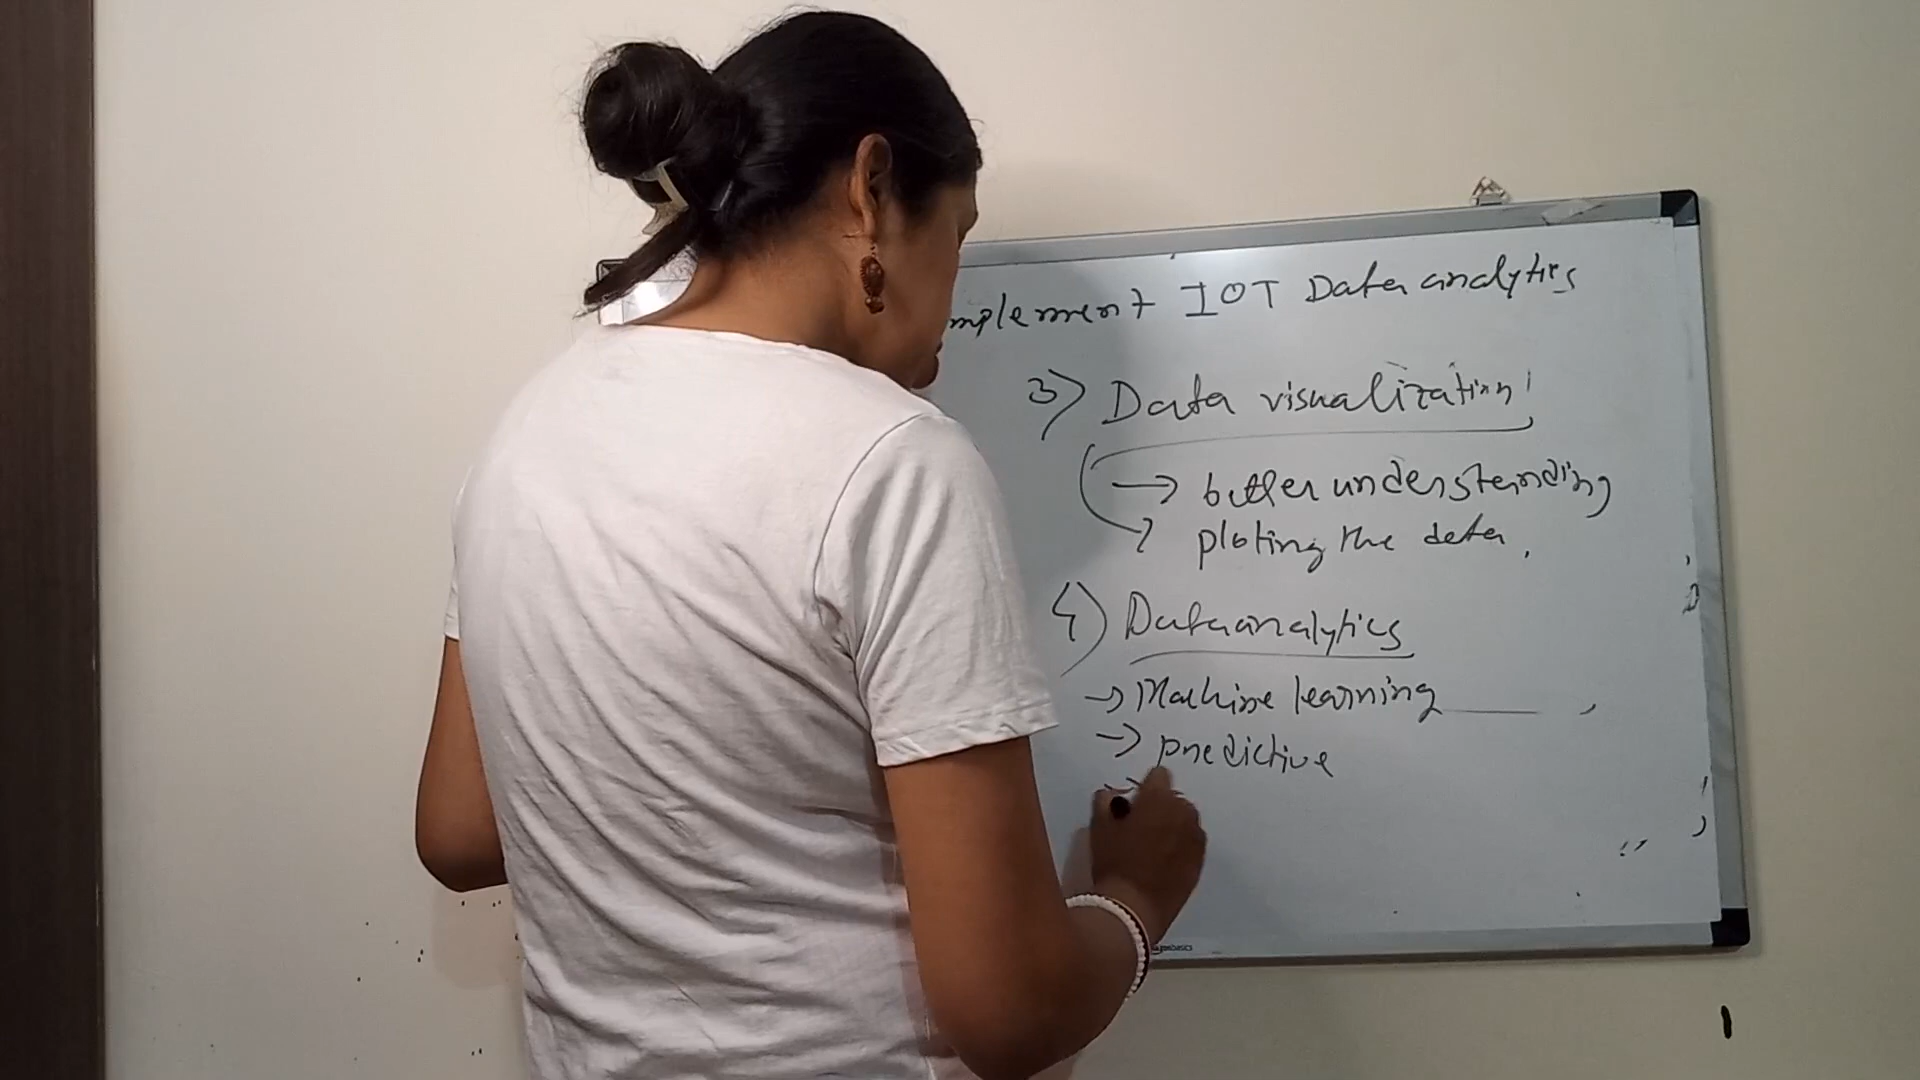 mplement IOT Data analytics
3) Data visualization
→ better understanding
→ ploting the data.
4) Data analytics
→ Machine learning
→ predictive